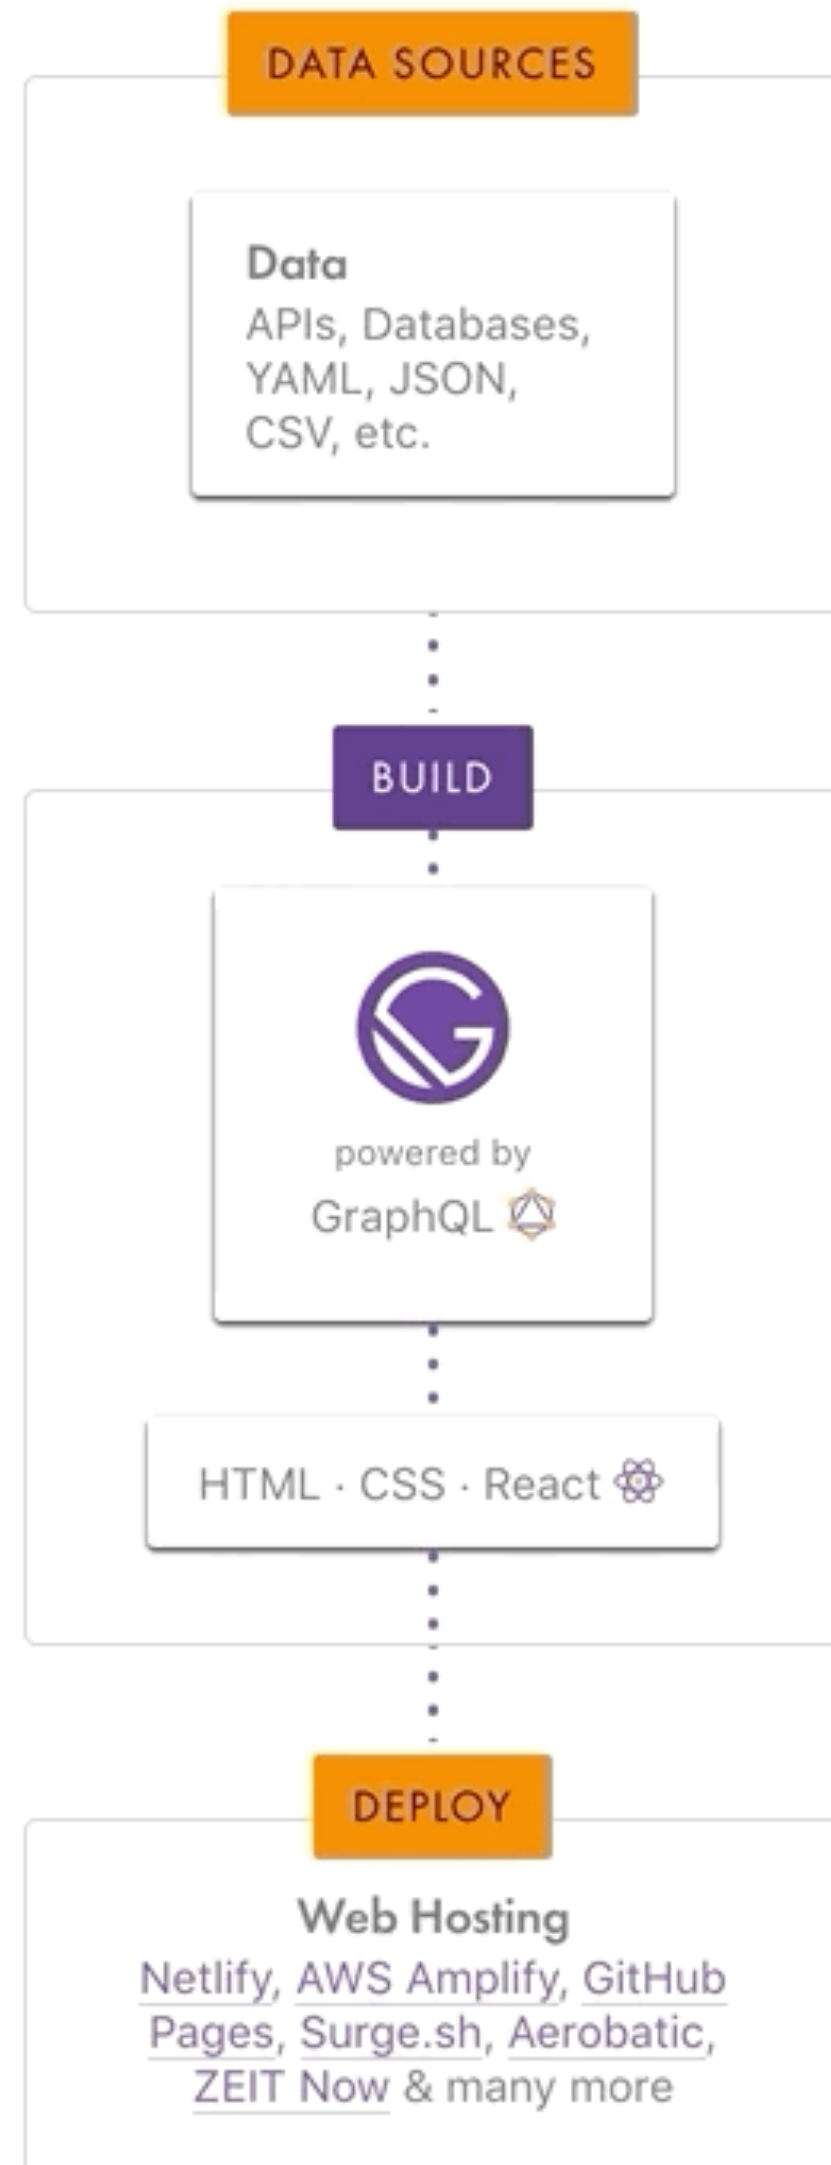 DATA SOURCES
Data
APIs, Databases,
YAML, JSON,
CSV, etc.
BUILD
powered by
GraphQL
HTML · CSS · React
DEPLOY
Web Hosting
Netlify, AWS Amplify, GitHub
Pages, Surge.sh, Aerobatic,
ZEIT Now & many more